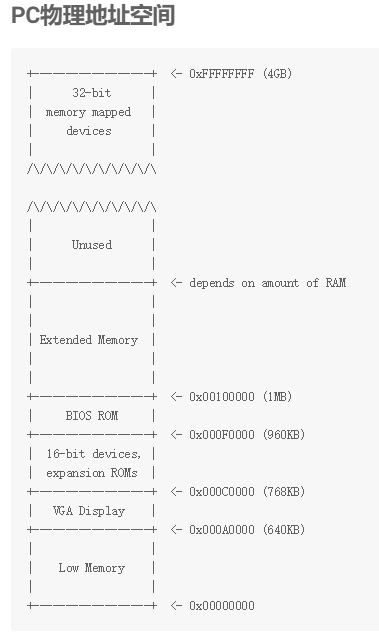 PC物理地址空间
+------------------+ <- 0xFFFFFFFF (4GB)
|      32-bit      |
|  memory mapped   |
|     devices      |
|                  |
/\/\/\/\/\/\/\/\/\/\
/\/\/\/\/\/\/\/\/\/\
|                  |
|      Unused      |
|                  |
+------------------+ <- depends on amount of RAM
|                  |
|                  |
| Extended Memory  |
|                  |
|                  |
+------------------+ <- 0x00100000 (1MB)
|     BIOS ROM     |
+------------------+ <- 0x000F0000 (960KB)
|  16-bit devices, |
|  expansion ROMs  |
+------------------+ <- 0x000C0000 (768KB)
|   VGA Display    |
+------------------+ <- 0x000A0000 (640KB)
|                  |
|    Low Memory    |
|                  |
+------------------+ <- 0x00000000